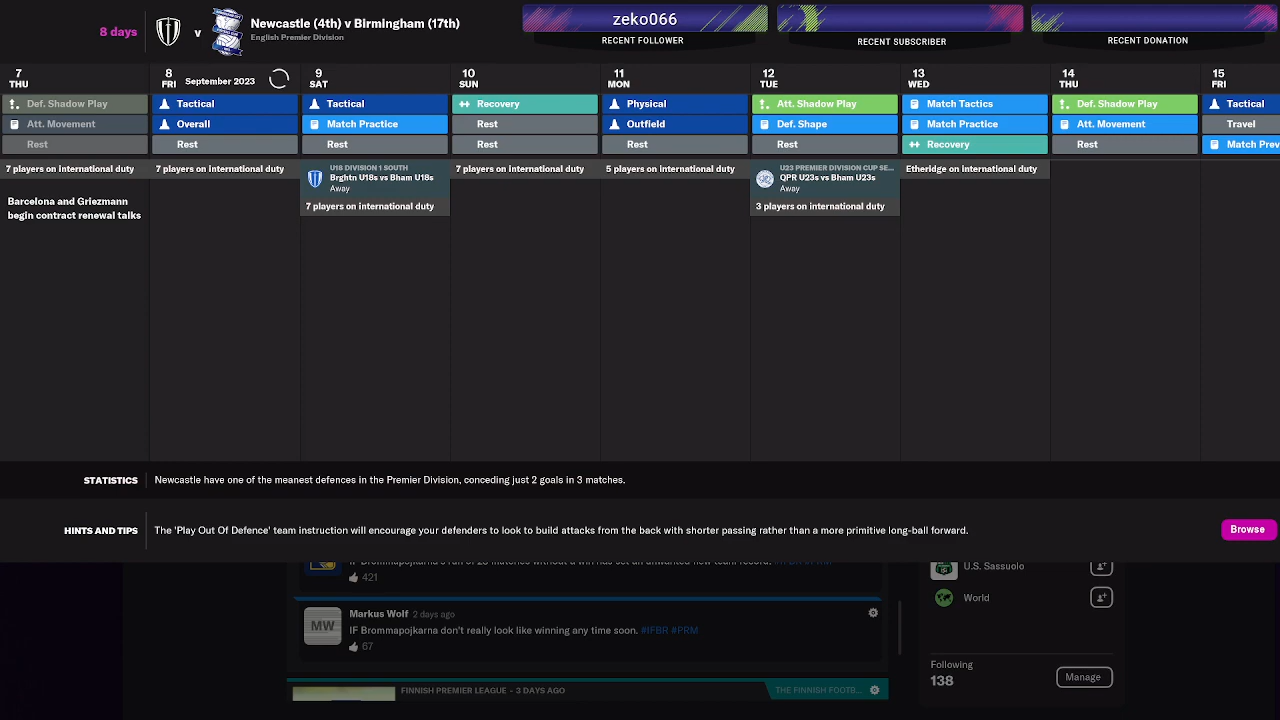 8 days
v
Newcastle (4th) v Birmingham (17th)
English Premier Division
zeko066
RECENT FOLLOWER
RECENT SUBSCRIBER
RECENT DONATION
7
THU
8
FRI
September 2023
9
SAT
10
SUN
11
MON
12
TUE
13
WED
14
THU
15
FRI
Def. Shadow Play
Tactical
Tactical
Recovery
Physical
Att. Shadow Play
Match Tactics
Def. Shadow Play
Tactical
Att. Movement
Overall
Match Practice
Rest
Outfield
Def. Shape
Match Practice
Att. Movement
Travel
Rest
Rest
Rest
Rest
Rest
Rest
Recovery
Rest
Match Prev
7 players on international duty
7 players on international duty
U18 DIVISION 1 SOUTH
Brghtn U18s vs Bham U18s
Away
7 players on international duty
7 players on international duty
5 players on international duty
U23 PREMIER DIVISION CUP SE...
QPR U23s vs Bham U23s
Away
3 players on international duty
Etheridge on International duty
Barcelona and Griezmann
begin contract renewal talks
STATISTICS
Newcastle have one of the meanest defences in the Premier Division, conceding just 2 goals in 3 matches.
HINTS AND TIPS
The 'Play Out Of Defence' team instruction will encourage your defenders to look to build attacks from the back with shorter passing rather than a more primitive long-ball forward.
Browse
421
U.S. Sassuolo
MW
Markus Wolf 2 days ago
IF Brommapojkarna don't really look like winning any time soon. #IFBR #PRM
67
World
Following
138
Manage
FINNISH PREMIER LEAGUE - 3 DAYS AGO
THE FINNISH FOOTB...